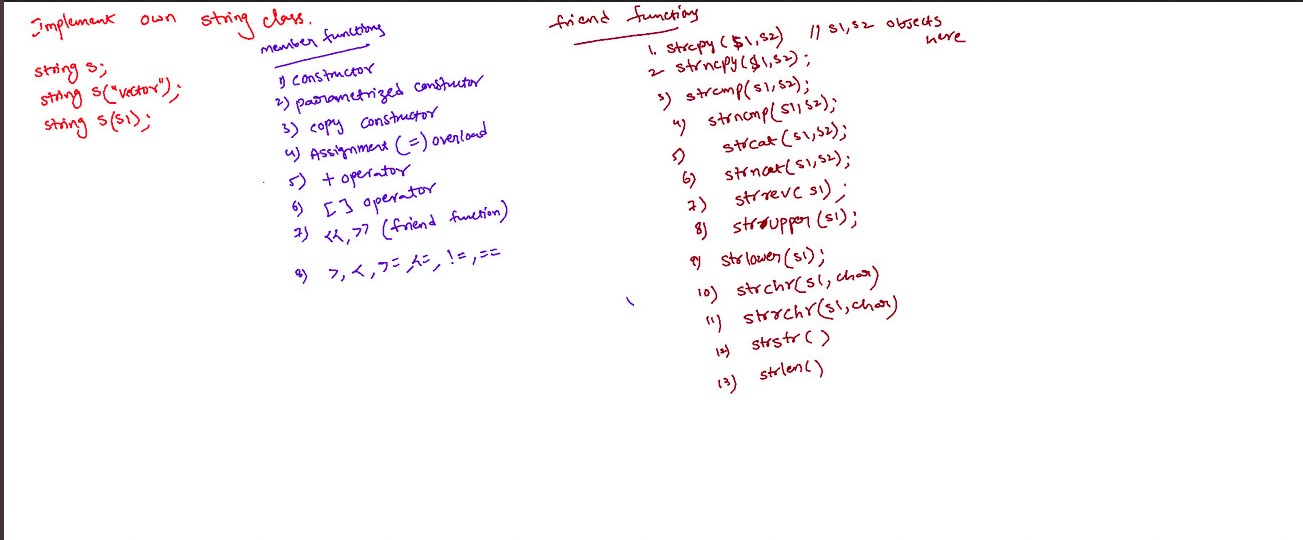 Implement own string class.
string s;
string s("vector");
string s(s1);
member functions
1) constructor
2) parametrized constructor
3) copy constructor
4) Assignment (=) overload
5) + operator
6) [] operator
7) <<, >> (friend function)
8) >, <, >=, <=, !=, ==
friend functions
1. strcpy(s1,s2) // s1,s2 objects
here
2 strncpy(s1,s2);
3) strcmp(s1,s2);
4) strncmp(s1,s2);
5) strcat(s1,s2);
6) strncat(s1,s2);
7) strrev(s1);
8) strupper(s1);
9) strlower(s1);
10) strchr(s1,char)
11) strrchr(s1,char)
12) strstr()
13) strlen()